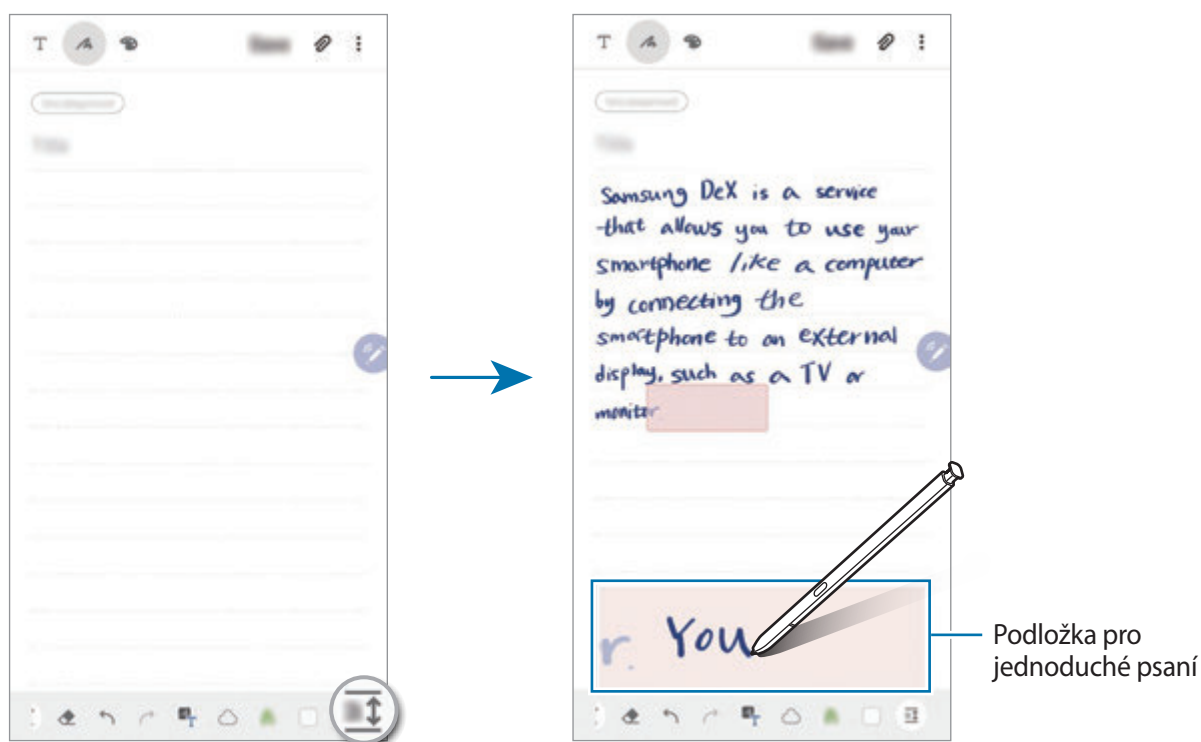 Samsung DeX is a service
that allows you to use your
smartphone like a computer
by connecting the
smartphone to an external
display, such as a TV or
monitor.
r. You
Podložka pro
jednoduché psaní